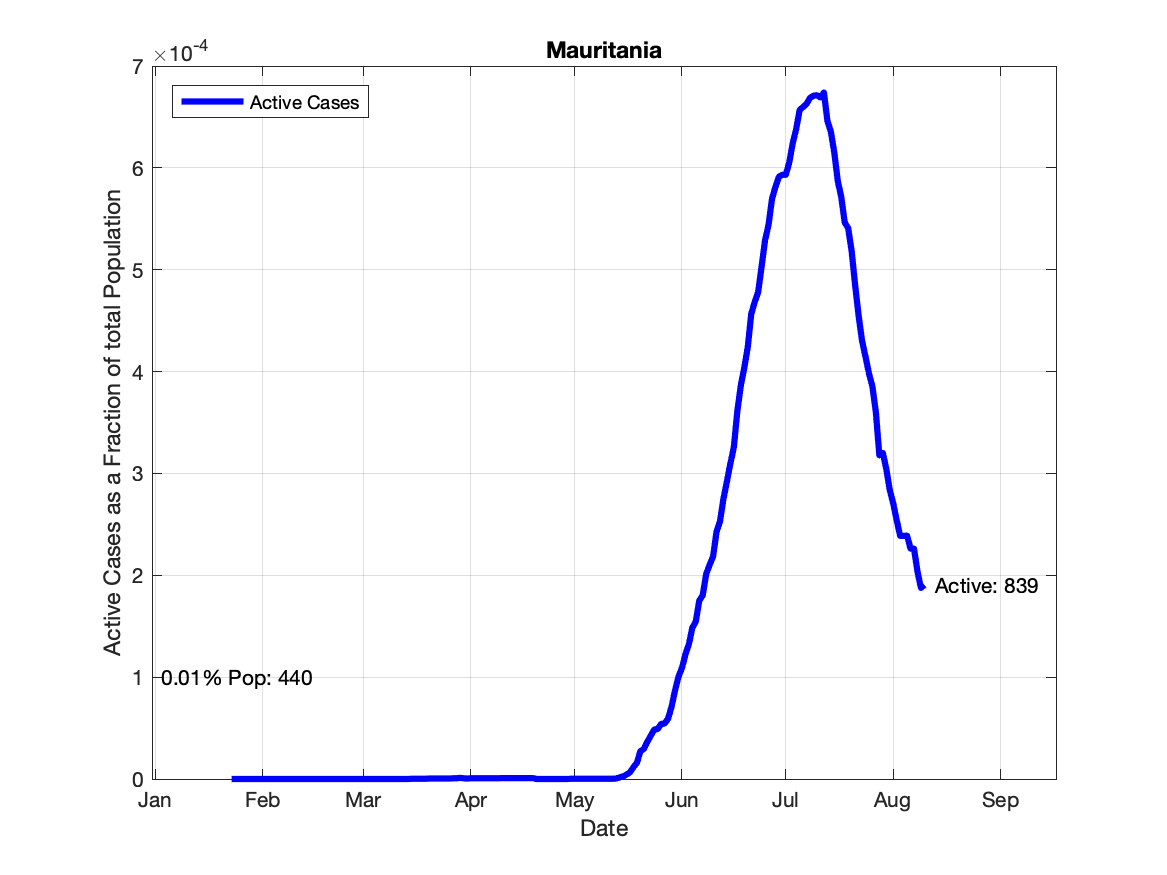 Mauritania
×10⁻⁴
Active Cases
7
6
5
4
3
2
1
0
Active Cases as a Fraction of total Population
0.01% Pop: 440
Active: 839
Jan Feb Mar Apr May Jun Jul Aug Sep
Date